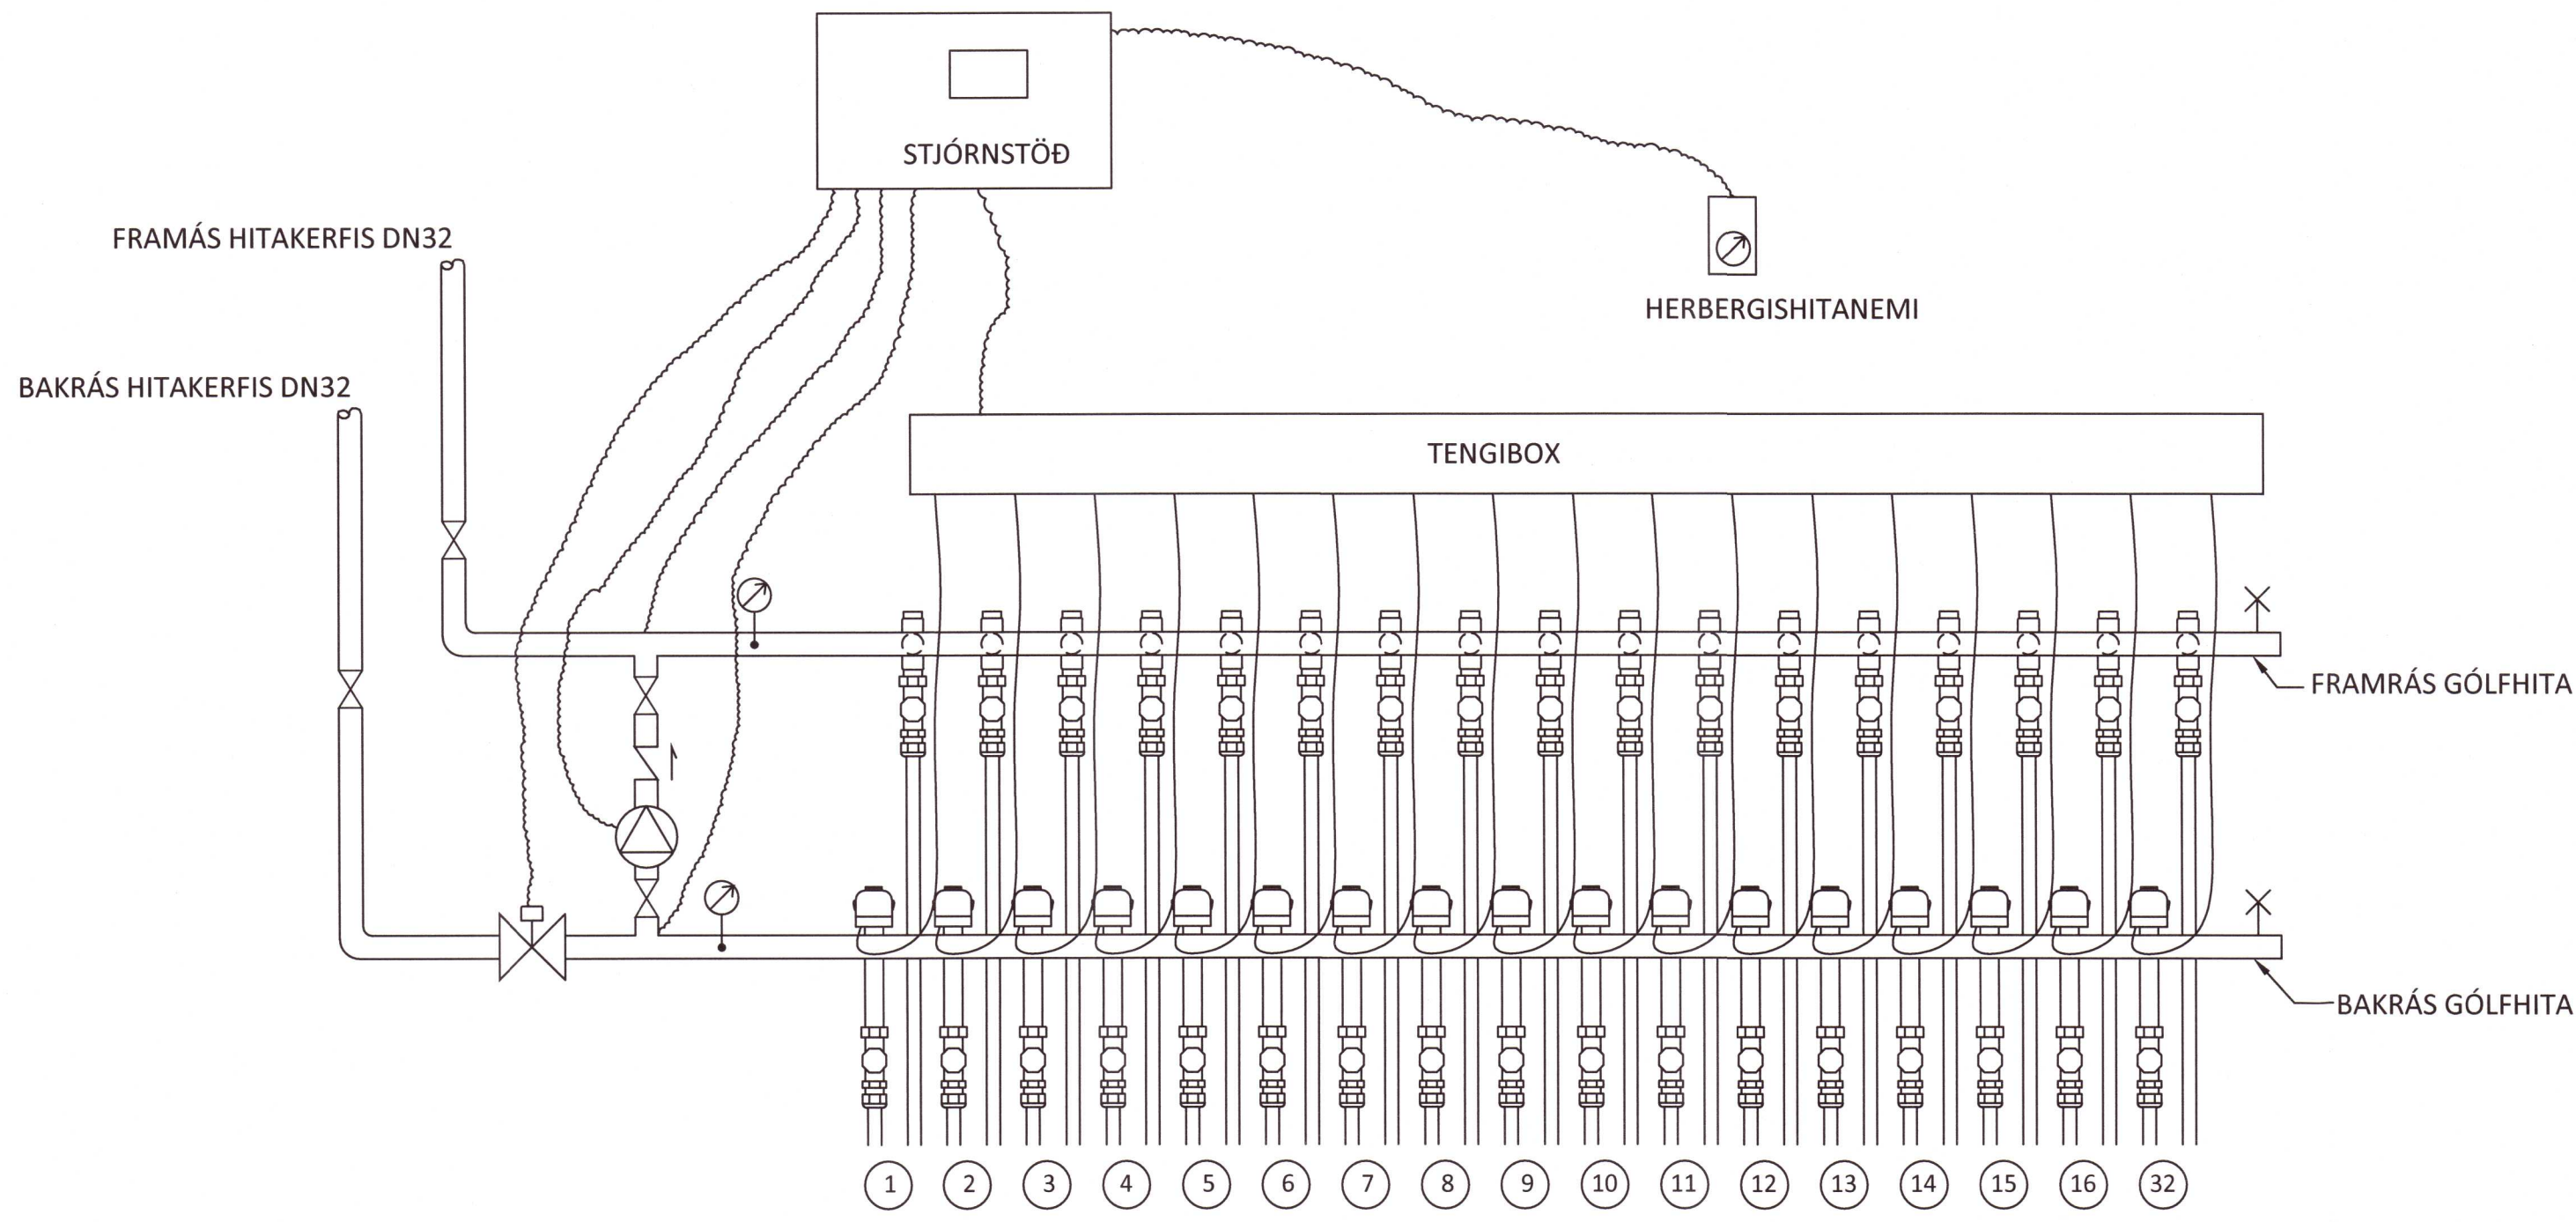 STJÓRNSTÖÐ
FRAMÁS HITAKERFIS DN32
HERBERGISHITANEMI
BAKRÁS HITAKERFIS DN32
TENGIBOX
FRAMRÁS GÓLFHITA
BAKRÁS GÓLFHITA
1 2 3 4 5 6 7 8 9 10 11 12 13 14 15 16 32